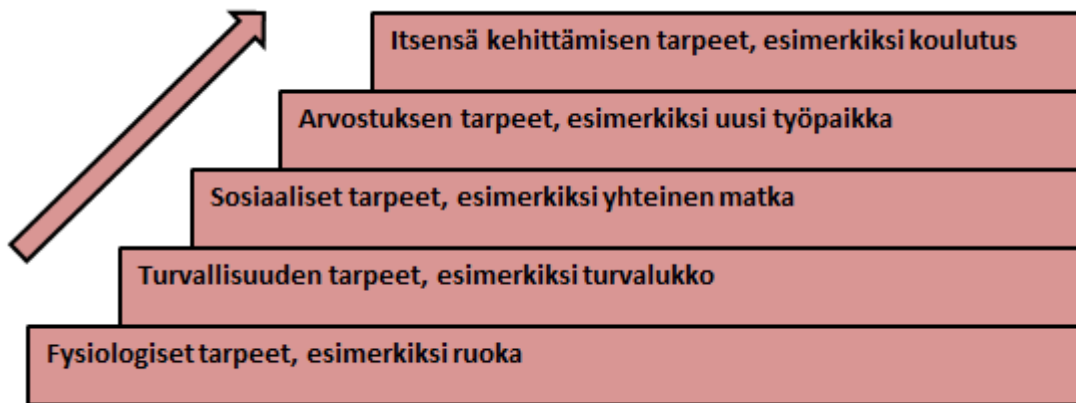 Itsensä kehittämisen tarpeet, esimerkiksi koulutus
Arvostuksen tarpeet, esimerkiksi uusi työpaikka
Sosiaaliset tarpeet, esimerkiksi yhteinen matka
Turvallisuuden tarpeet, esimerkiksi turvalukko
Fysiologiset tarpeet, esimerkiksi ruoka